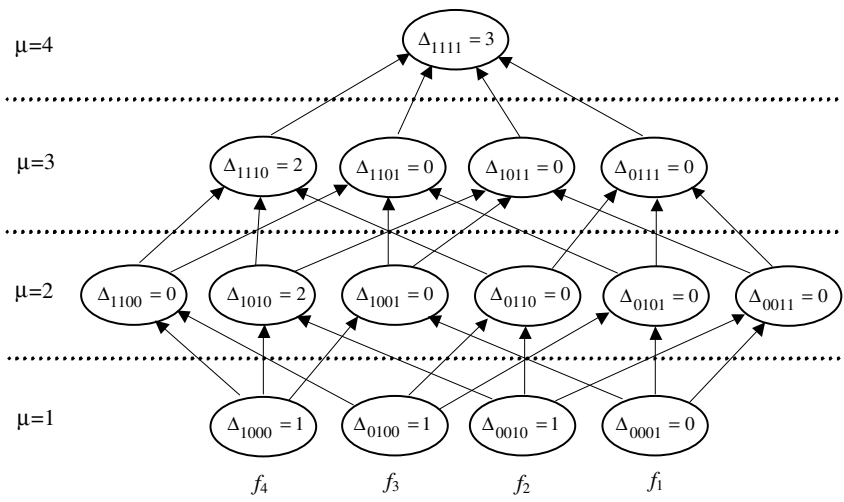 μ=4 Δ1111 = 3
μ=3 Δ1110 = 2 Δ1101 = 0 Δ1011 = 0 Δ0111 = 0
μ=2 Δ1100 = 0 Δ1010 = 2 Δ1001 = 0 Δ0110 = 0 Δ0101 = 0 Δ0011 = 0
μ=1 Δ1000 = 1 Δ0100 = 1 Δ0010 = 1 Δ0001 = 0
f4 f3 f2 f1